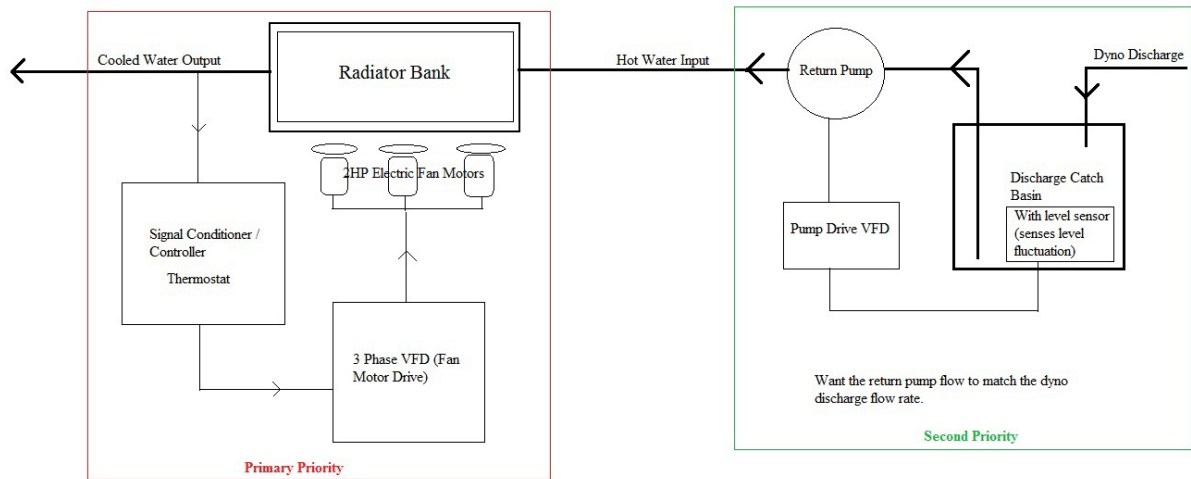 Cooled Water Output
Radiator Bank
Hot Water Input
Return Pump
Dyno Discharge
2HP Electric Fan Motors
Signal Conditioner /
Controller
Thermostat
3 Phase VFD (Fan
Motor Drive)
Primary Priority
Pump Drive VFD
Discharge Catch
Basin
With level sensor
(senses level
fluctuation)
Want the return pump flow to match the dyno
discharge flow rate.
Second Priority